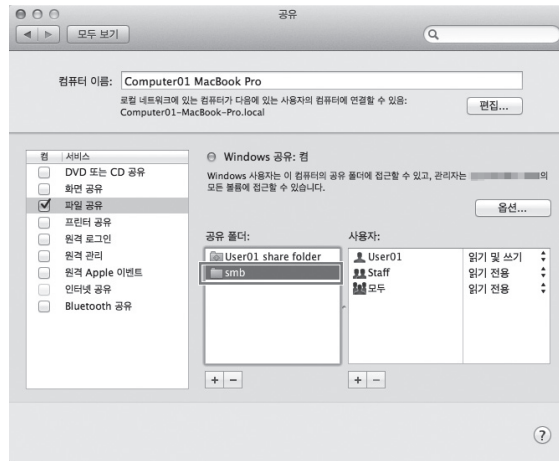 공유
모두 보기
컴퓨터 이름: Computer01 MacBook Pro
로컬 네트워크에 있는 컴퓨터가 다음에 있는 사용자의 컴퓨터에 연결할 수 있음:
Computer01-MacBook-Pro.local
편집...
켬 서비스
DVD 또는 CD 공유
화면 공유
파일 공유
프린터 공유
원격 로그인
원격 관리
원격 Apple 이벤트
인터넷 공유
Bluetooth 공유
Windows 공유: 켬
Windows 사용자는 이 컴퓨터의 공유 폴더에 접근할 수 있고, 관리자는 의
모든 볼륨에 접근할 수 있습니다.
옵션...
공유 폴더: 사용자:
User01 share folder
smb
User01 읽기 및 쓰기
Staff 읽기 전용
모두 읽기 전용
+ − + −
?